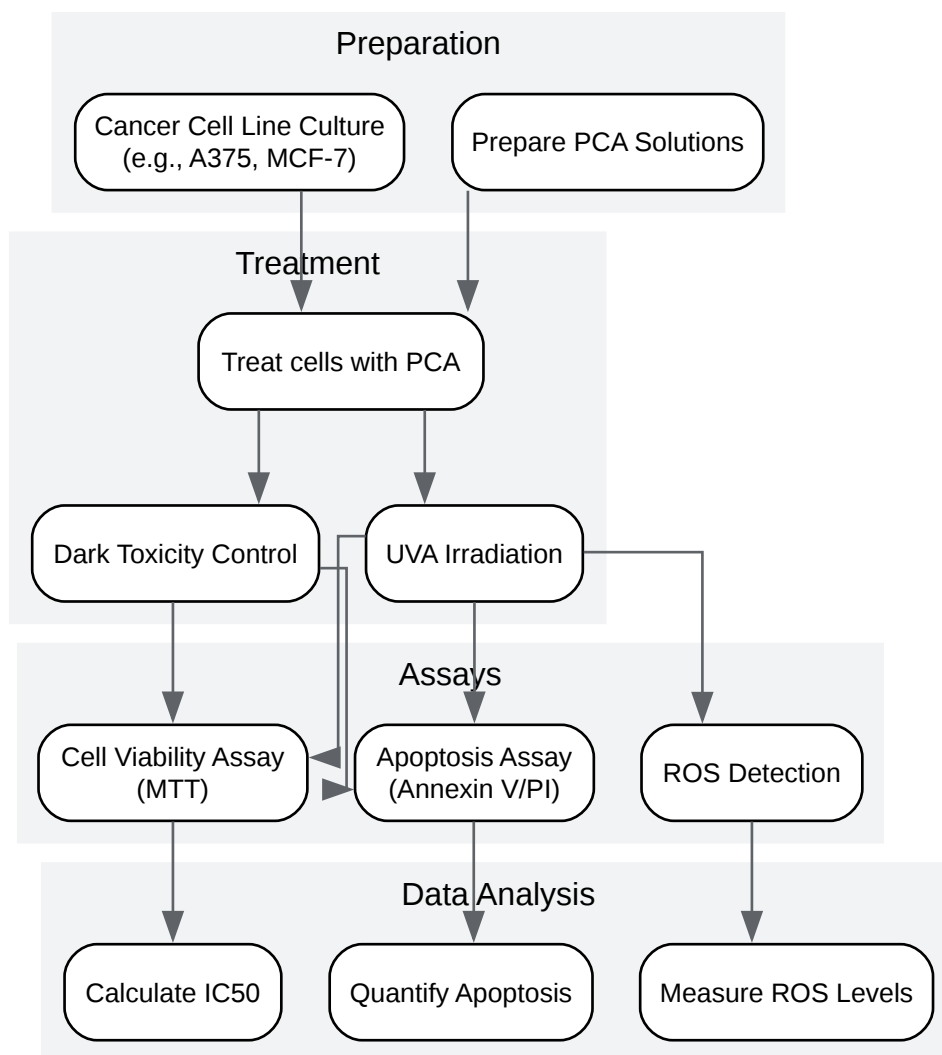 Preparation
Cancer Cell Line Culture
(e.g., A375, MCF-7)
Prepare PCA Solutions
Treatment
Treat cells with PCA
Dark Toxicity Control
UVA Irradiation
Assays
Cell Viability Assay
(MTT)
Apoptosis Assay
(Annexin V/PI)
ROS Detection
Data Analysis
Calculate IC50
Quantify Apoptosis
Measure ROS Levels